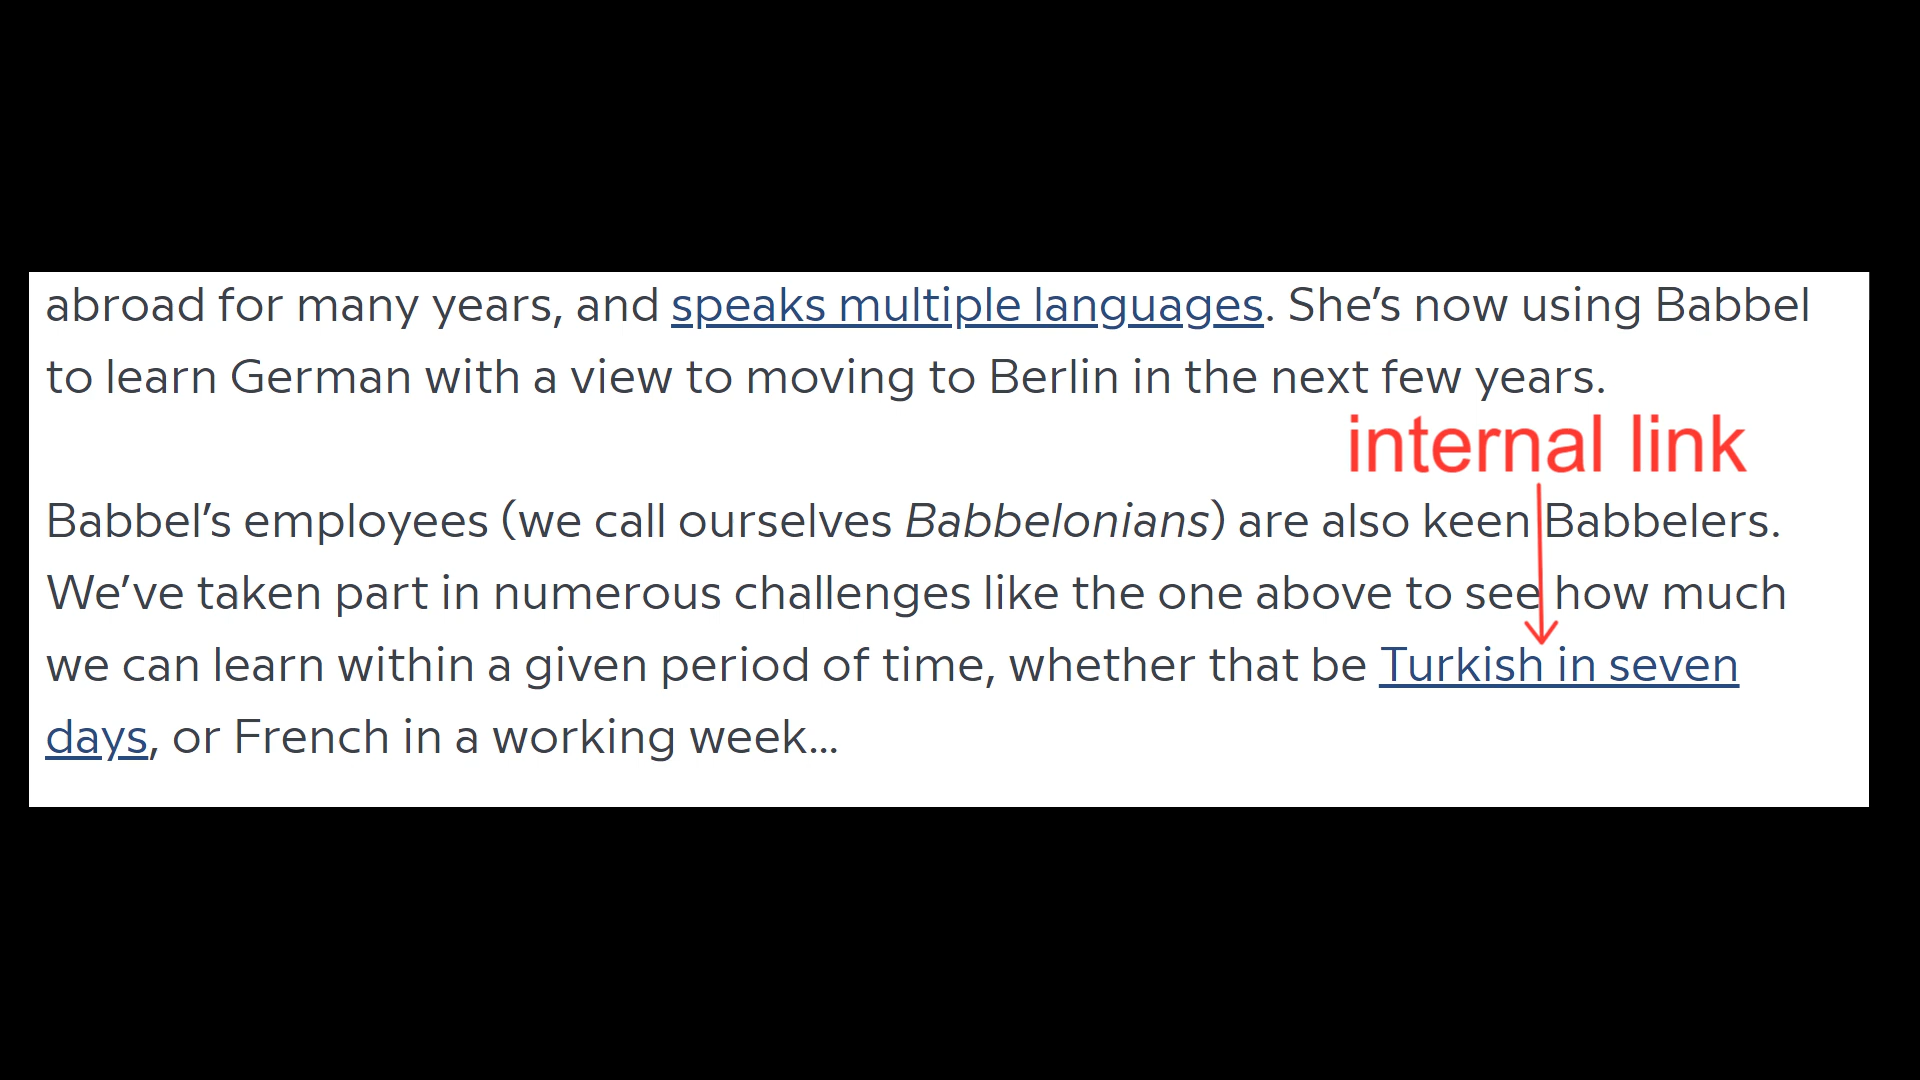 abroad for many years, and speaks multiple languages. She’s now using Babbel
to learn German with a view to moving to Berlin in the next few years.
internal link
Babbel’s employees (we call ourselves Babbelonians) are also keen Babbelers.
We’ve taken part in numerous challenges like the one above to see how much
we can learn within a given period of time, whether that be Turkish in seven
days, or French in a working week…